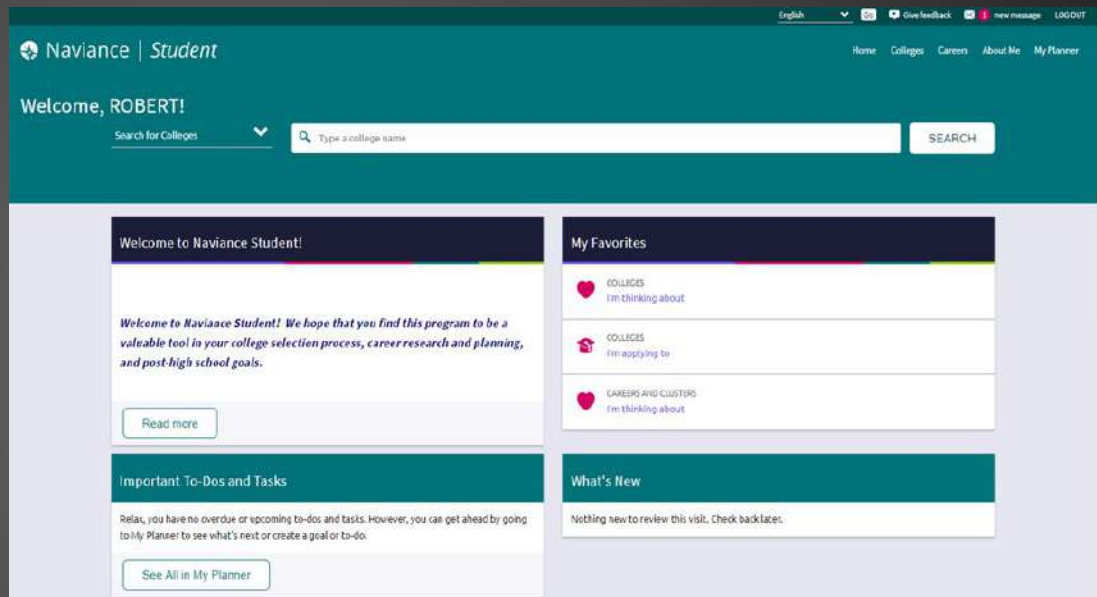 English Go Give feedback 1 new message LOGOUT
Naviance | Student
Home Colleges Careers About Me My Planner
Welcome, ROBERT!
Search for Colleges
Type a college name
SEARCH
Welcome to Naviance Student!
Welcome to Naviance Student! We hope that you find this program to be a
valuable tool in your college selection process, career research and planning,
and post-high school goals.
Read more
My Favorites
COLLEGES
I'm thinking about
COLLEGES
I'm applying to
CAREERS AND CLUSTERS
I'm thinking about
Important To-Dos and Tasks
Relax, you have no overdue or upcoming to-dos and tasks. However, you can get ahead by going
to My Planner to see what's next or create a goal or to-do.
See All in My Planner
What's New
Nothing new to review this visit. Check back later.